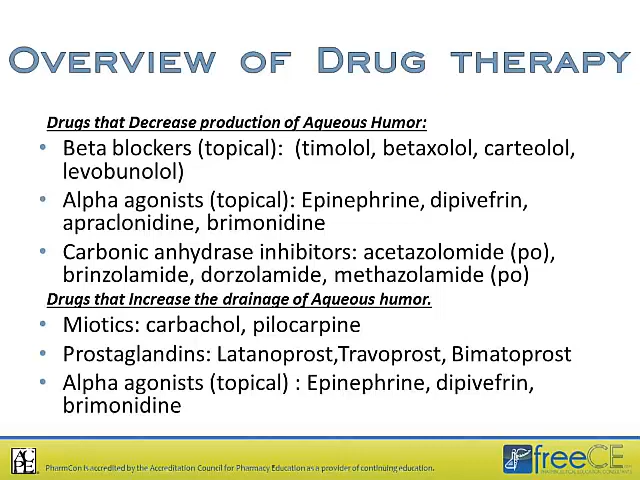 Overview of Drug therapy
Drugs that Decrease production of Aqueous Humor:
• Beta blockers (topical): (timolol, betaxolol, carteolol,
levobunolol)
• Alpha agonists (topical): Epinephrine, dipivefrin,
apraclonidine, brimonidine
• Carbonic anhydrase inhibitors: acetazolomide (po),
brinzolamide, dorzolamide, methazolamide (po)
Drugs that Increase the drainage of Aqueous humor.
• Miotics: carbachol, pilocarpine
• Prostaglandins: Latanoprost,Travoprost, Bimatoprost
• Alpha agonists (topical) : Epinephrine, dipivefrin,
brimonidine
PharmCon is accredited by the Accreditation Council for Pharmacy Education as a provider of continuing education.
freeCE